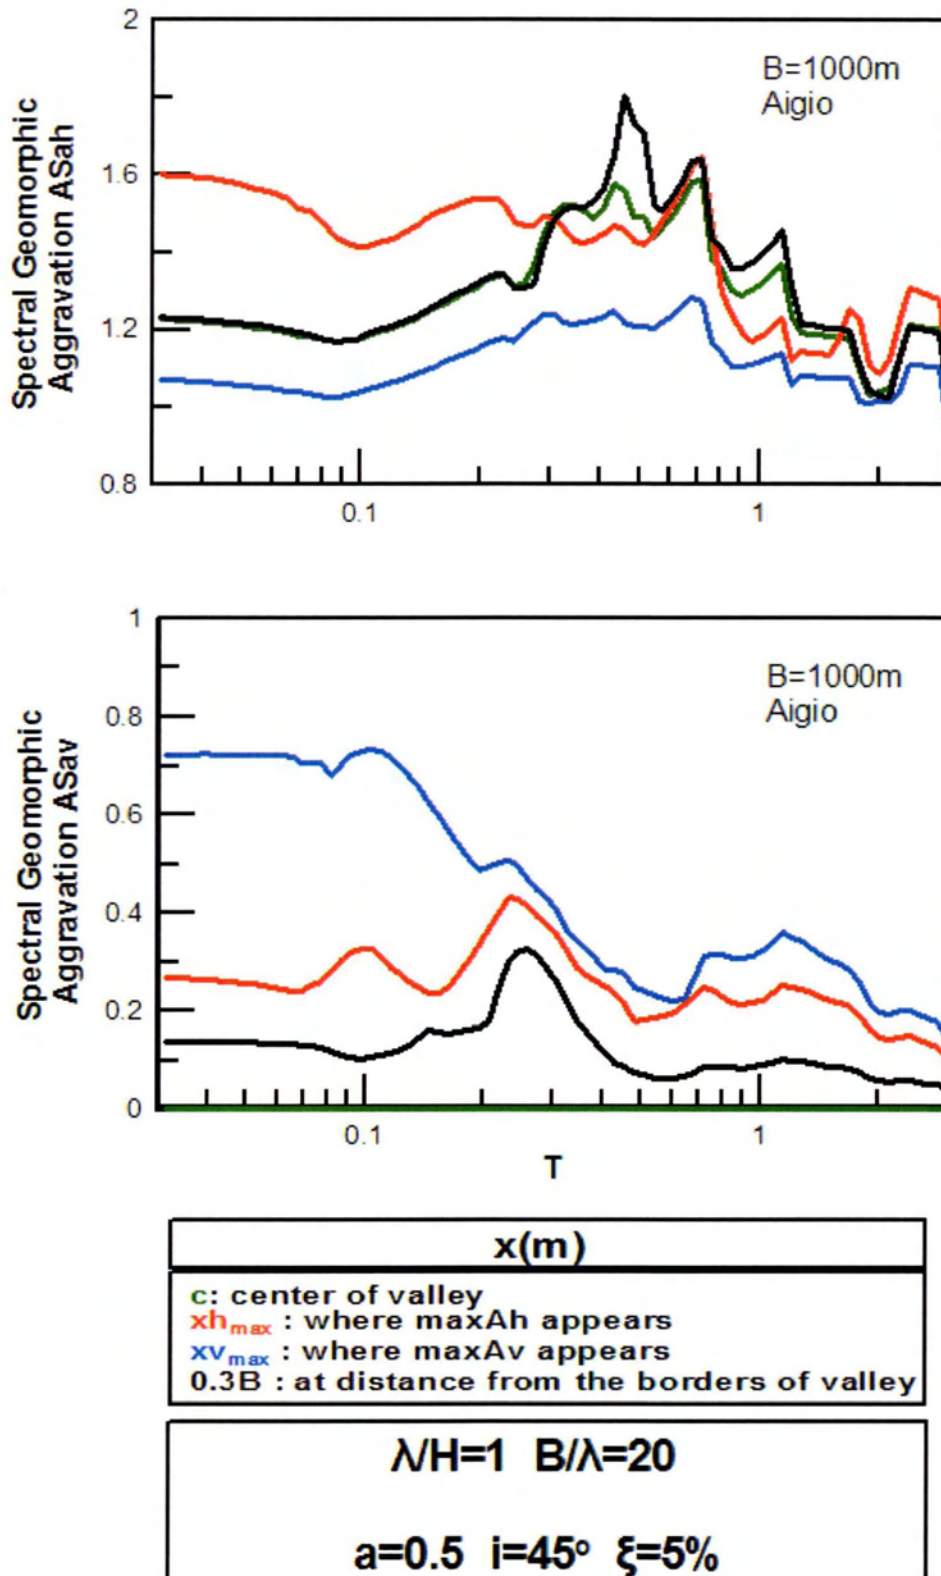 2
1.6
1.2
0.8
Spectral Geomorphic
Aggravation ASah
B=1000m
Aigio
0.1
1
1
0.8
0.6
0.4
0.2
0
Spectral Geomorphic
Aggravation ASav
B=1000m
Aigio
0.1
1
T
x(m)
c: center of valley
xhmax : where maxAh appears
xvmax : where maxAv appears
0.3B : at distance from the borders of valley
λ/H=1 B/λ=20
a=0.5 i=45° ξ=5%